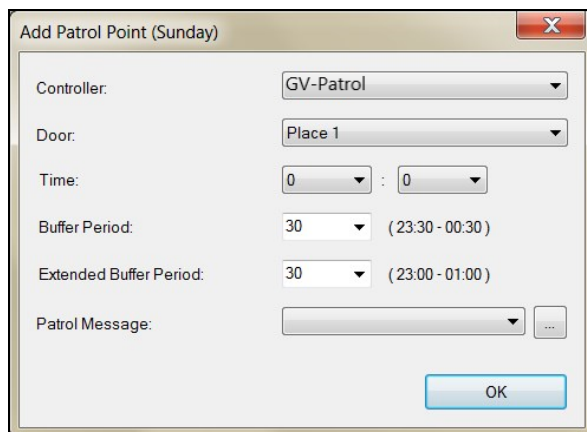 Add Patrol Point (Sunday)
Controller: GV-Patrol
Door: Place 1
Time: 0 : 0
Buffer Period: 30 (23:30 - 00:30)
Extended Buffer Period: 30 (23:00 - 01:00)
Patrol Message: ...
OK